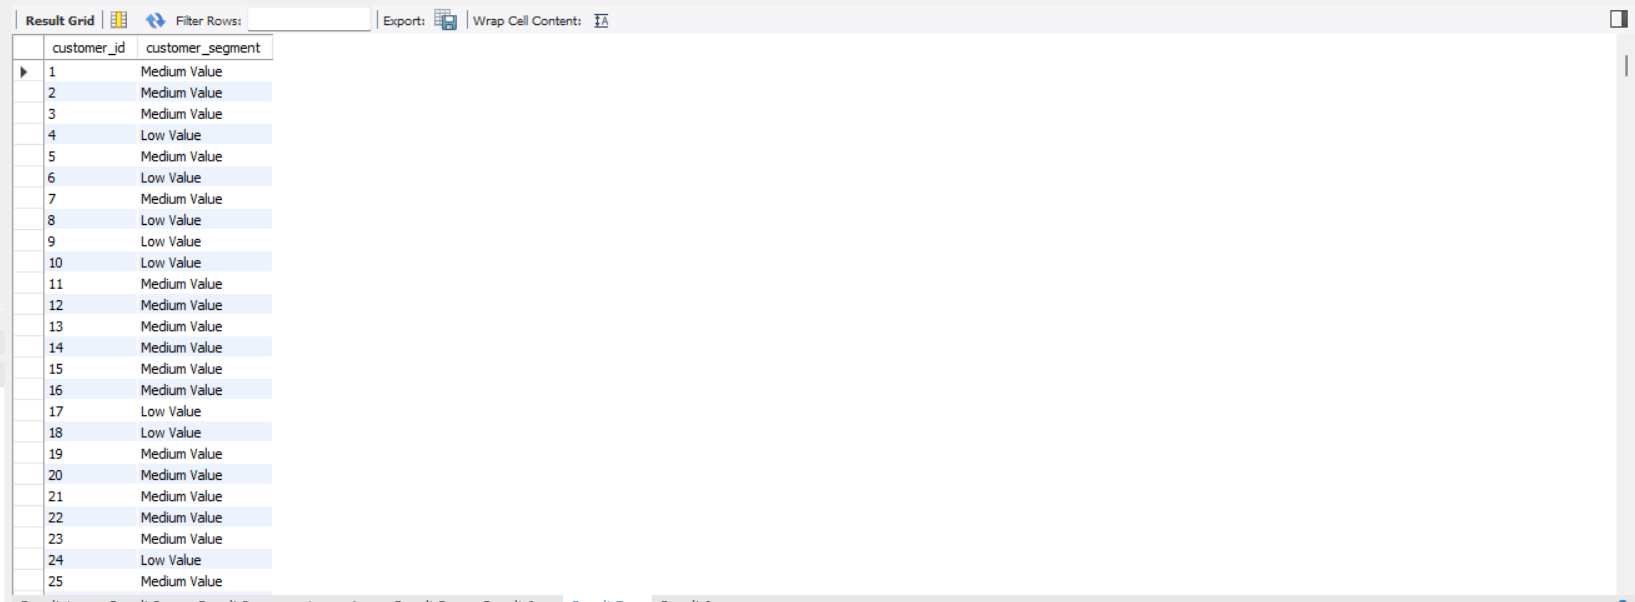 Result Grid Filter Rows: Export: Wrap Cell Content: IA
customer_id customer_segment
1 Medium Value
2 Medium Value
3 Medium Value
4 Low Value
5 Medium Value
6 Low Value
7 Medium Value
8 Low Value
9 Low Value
10 Low Value
11 Medium Value
12 Medium Value
13 Medium Value
14 Medium Value
15 Medium Value
16 Medium Value
17 Low Value
18 Low Value
19 Medium Value
20 Medium Value
21 Medium Value
22 Medium Value
23 Medium Value
24 Low Value
25 Medium Value